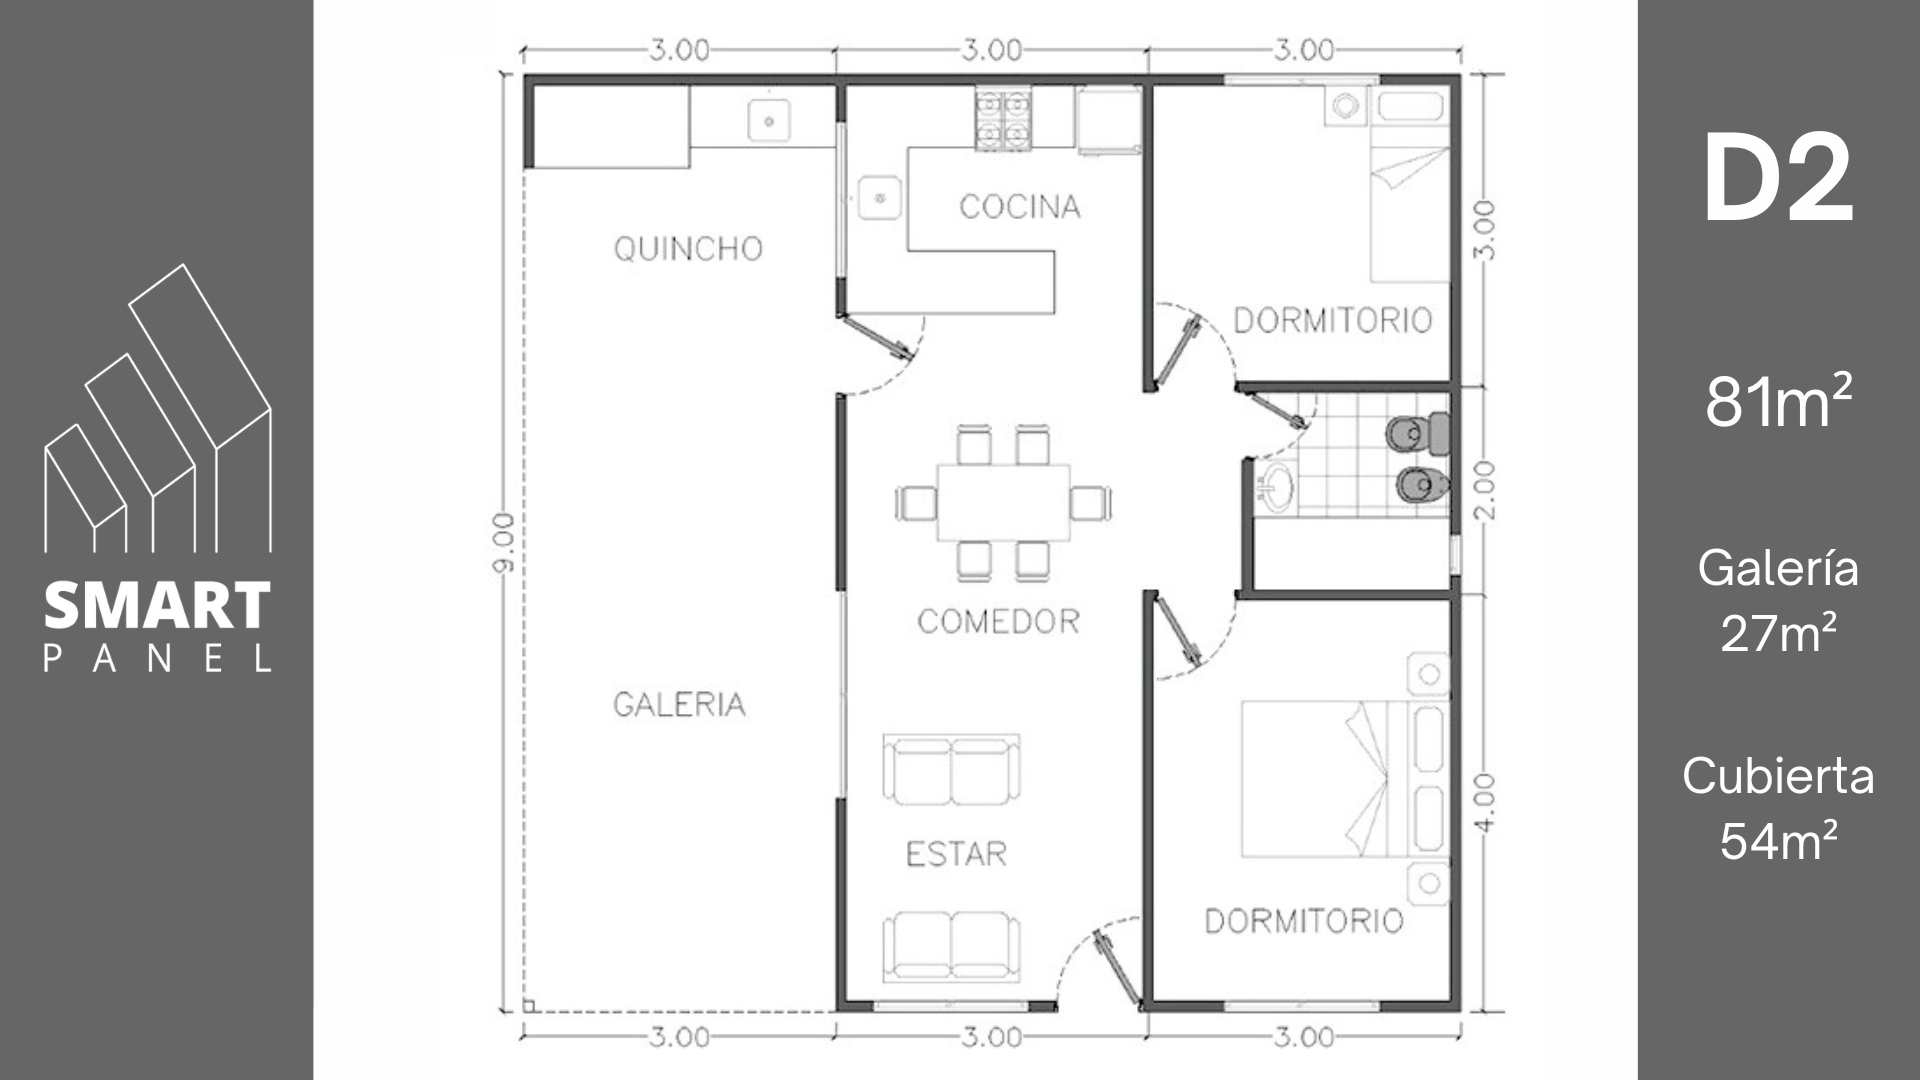 SMART
PANEL
3.00
3.00
3.00
9.00
QUINCHO
COCINA
DORMITORIO
3.00
2.00
COMEDOR
GALERIA
ESTAR
DORMITORIO
4.00
3.00
3.00
3.00
D2
81m²
Galería
27m²
Cubierta
54m²